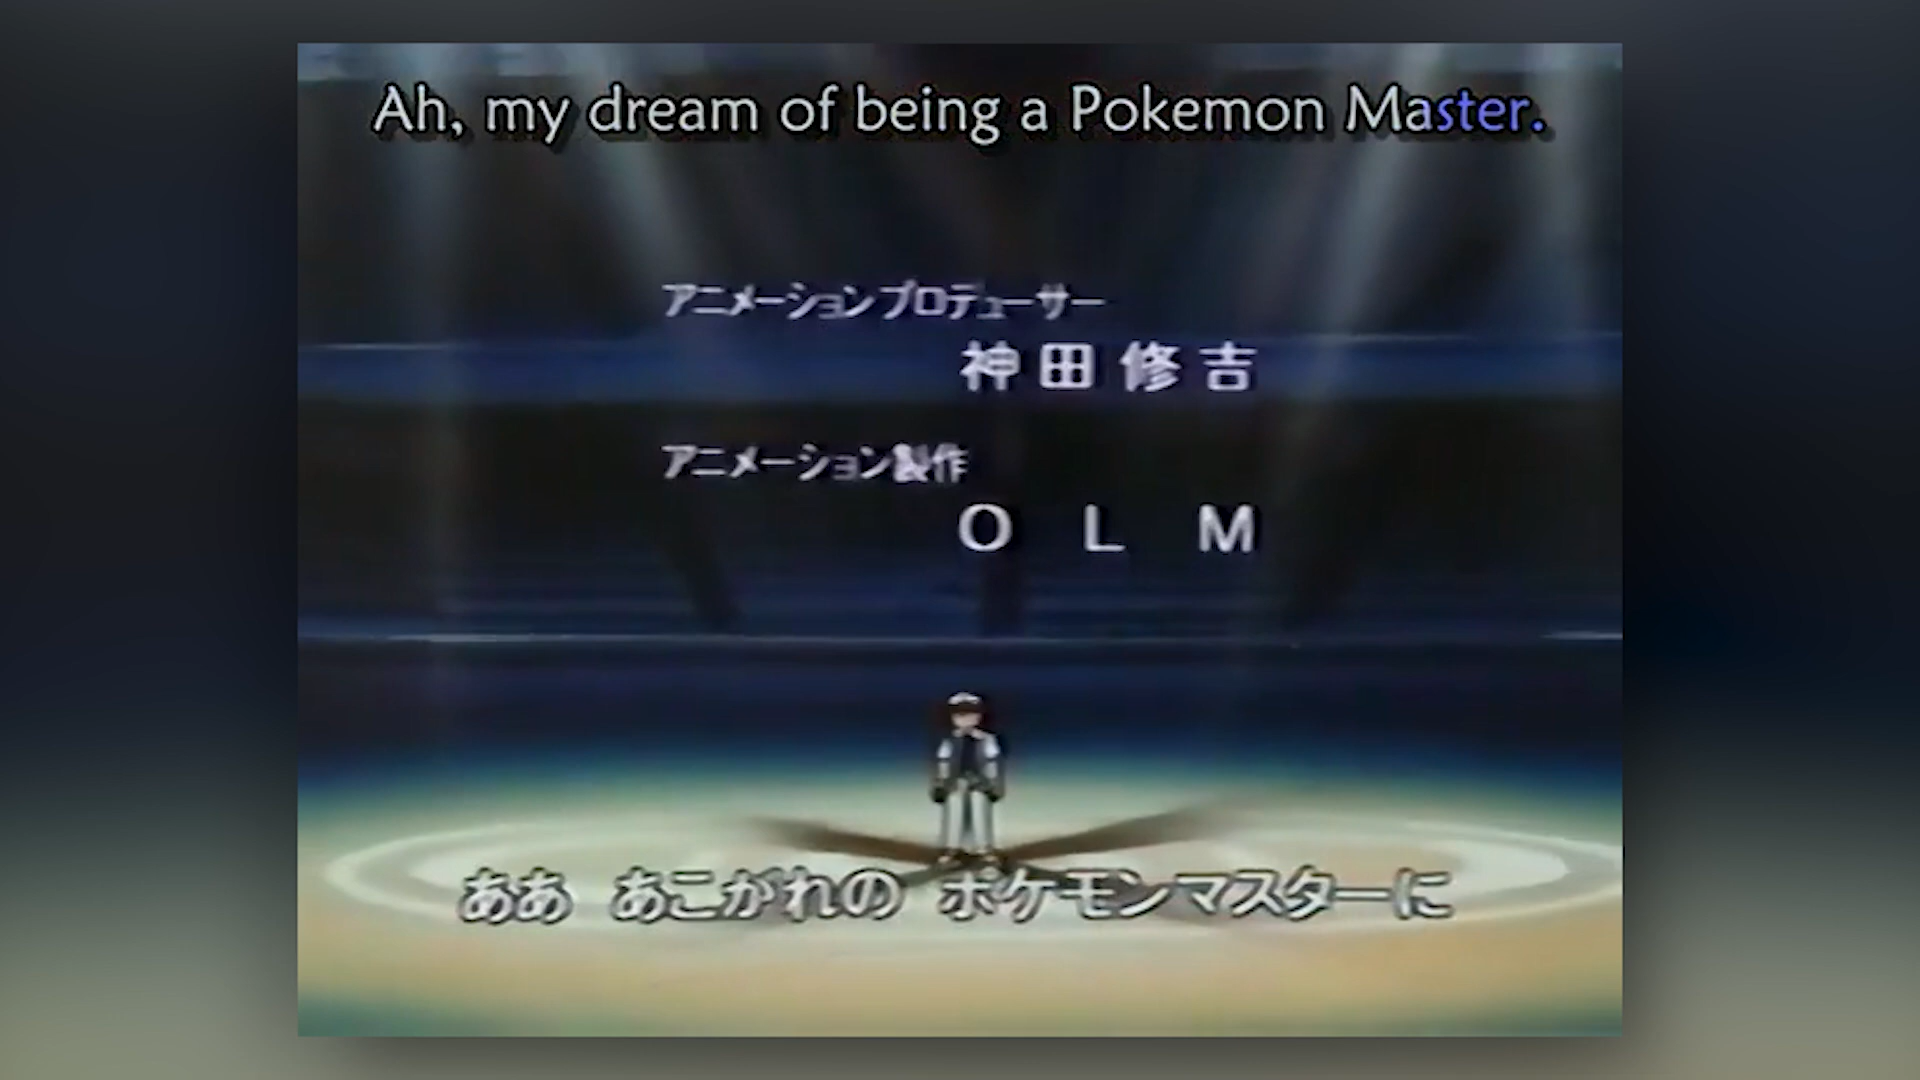 Ah, my dream of being a Pokemon Master.
アニメーションプロデューサー
神田修吉
アニメーション製作
O L M
ああ あこがれの ポケモンマスターに